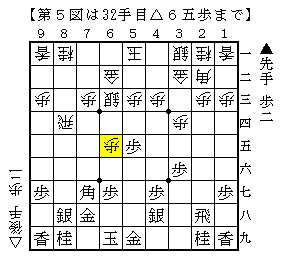 【第５図は32手目△６五歩まで】
９ ８ ７ ６ ５ ４ ３ ２ １
香 桂 王 銀 桂 香 一
金 金 角 二
歩 歩 銀 歩 歩 歩 歩 三
飛 歩 四
歩 歩 五
歩 六
歩 角 歩 歩 歩 七
銀 金 銀 飛 八
香 桂 玉 金 桂 香 九
▲先手 歩二
△後手 歩二